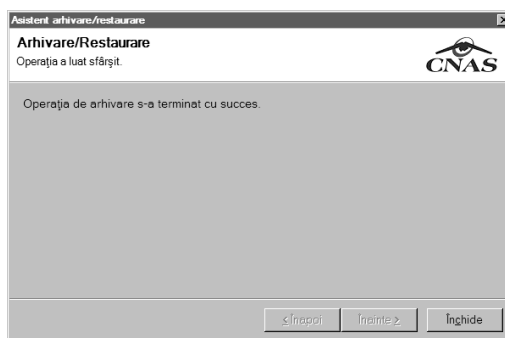 Asistent arhivare/restaurare
Arhivare/Restaurare
Operaţia a luat sfârşit.
CNAS
Operaţia de arhivare s-a terminat cu succes.
< Înapoi
Înainte >
Închide